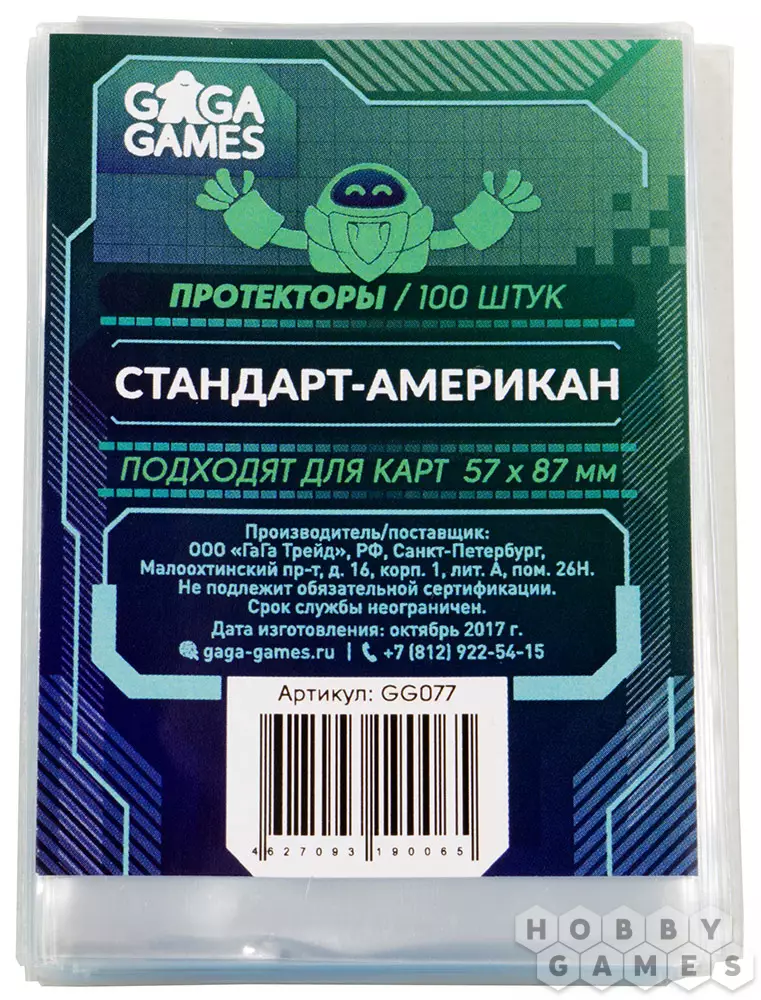 GAGA
GAMES
ПРОТЕКТОРЫ / 100 ШТУК
СТАНДАРТ-АМЕРИКАН
ПОДХОДЯТ ДЛЯ КАРТ 57 х 87 мм
Производитель/поставщик:
ООО «ГаГа Трейд», РФ, Санкт-Петербург,
Малоохтинский пр-т, д. 16, корп. 1, лит. А, пом. 26Н.
Не подлежит обязательной сертификации.
Срок службы неограничен.
Дата изготовления: октябрь 2017 г.
gaga-games.ru | +7 (812) 922-54-15
Артикул: GG077
4 627093 190065
HOBBY
GAMES